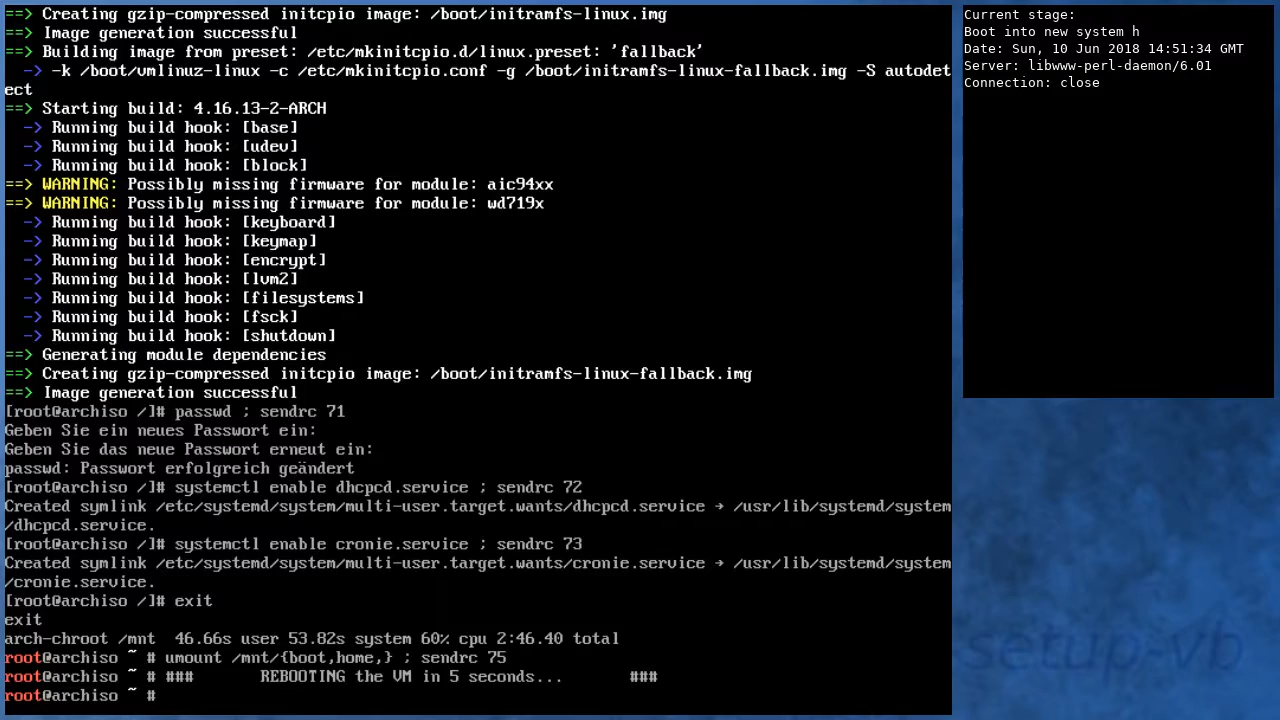 ==> Creating gzip-compressed initcpio image: /boot/initramfs-linux.img
==> Image generation successful
==> Building image from preset: /etc/mkinitcpio.d/linux.preset: 'fallback'
  -> -k /boot/vmlinuz-linux -c /etc/mkinitcpio.conf -g /boot/initramfs-linux-fallback.img -S autodet
ect
==> Starting build: 4.16.13-2-ARCH
  -> Running build hook: [base]
  -> Running build hook: [udev]
  -> Running build hook: [block]
==> WARNING: Possibly missing firmware for module: aic94xx
==> WARNING: Possibly missing firmware for module: wd719x
  -> Running build hook: [keyboard]
  -> Running build hook: [keymap]
  -> Running build hook: [encrypt]
  -> Running build hook: [lvm2]
  -> Running build hook: [filesystems]
  -> Running build hook: [fsck]
  -> Running build hook: [shutdown]
==> Generating module dependencies
==> Creating gzip-compressed initcpio image: /boot/initramfs-linux-fallback.img
==> Image generation successful
[root@archiso /]# passwd ; sendrc 71
Geben Sie ein neues Passwort ein:
Geben Sie das neue Passwort erneut ein:
passwd: Passwort erfolgreich geändert
[root@archiso /]# systemctl enable dhcpcd.service ; sendrc 72
Created symlink /etc/systemd/system/multi-user.target.wants/dhcpcd.service → /usr/lib/systemd/system
/dhcpcd.service.
[root@archiso /]# systemctl enable cronie.service ; sendrc 73
Created symlink /etc/systemd/system/multi-user.target.wants/cronie.service → /usr/lib/systemd/system
/cronie.service.
[root@archiso /]# exit
exit
arch-chroot /mnt  46.66s user 53.82s system 60% cpu 2:46.40 total
root@archiso ~ # umount /mnt/{boot,home,} ; sendrc 75
root@archiso ~ # ###       REBOOTING the VM in 5 seconds...       ###
root@archiso ~ #
Current stage:
Boot into new system h
Date: Sun, 10 Jun 2018 14:51:34 GMT
Server: libwww-perl-daemon/6.01
Connection: close
setup-vb